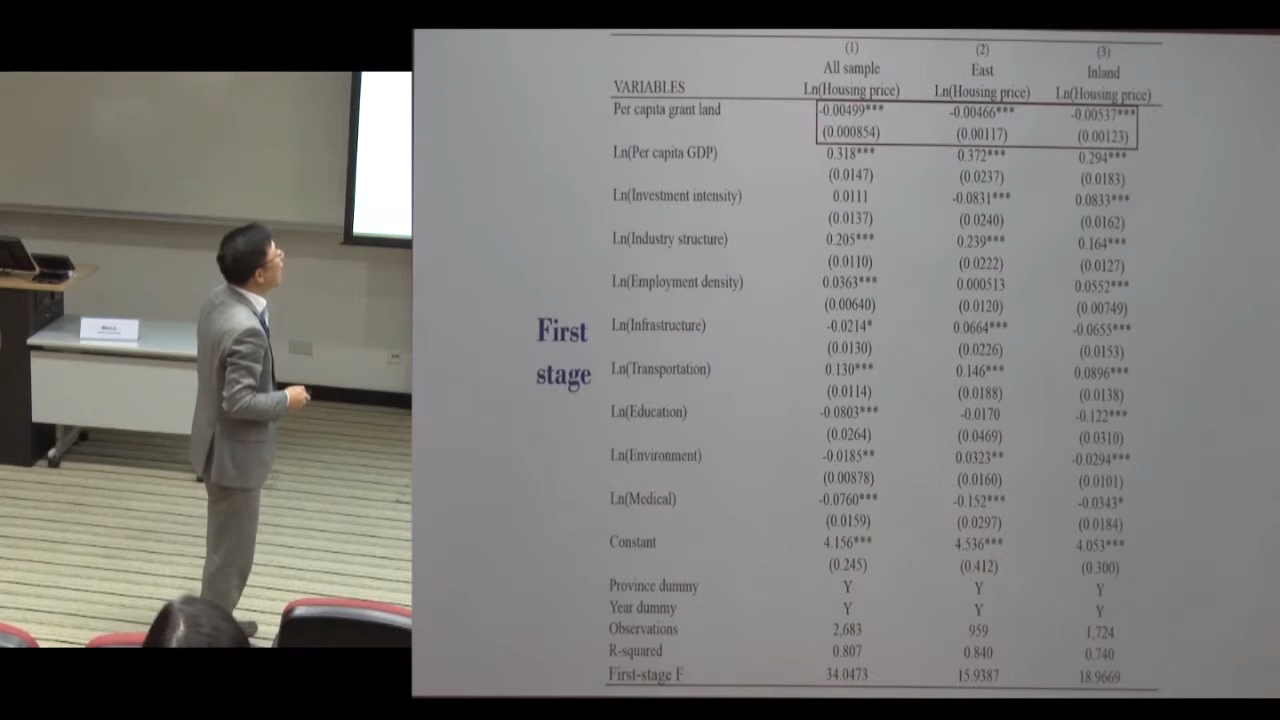 First
stage
(1) (2) (3)
All sample East Inland
VARIABLES Ln(Housing price) Ln(Housing price) Ln(Housing price)
Per capita grant land -0.00499*** -0.00466*** -0.00537***
(0.000854) (0.00117) (0.00123)
Ln(Per capita GDP) 0.318*** 0.372*** 0.294***
(0.0147) (0.0237) (0.0183)
Ln(Investment intensity) 0.0111 -0.0831*** 0.0833***
(0.0137) (0.0240) (0.0162)
Ln(Industry structure) 0.205*** 0.239*** 0.164***
(0.0110) (0.0222) (0.0127)
Ln(Employment density) 0.0363*** 0.000513 0.0552***
(0.00640) (0.0120) (0.00749)
Ln(Infrastructure) -0.0214* 0.0664*** -0.0655***
(0.0130) (0.0226) (0.0153)
Ln(Transportation) 0.130*** 0.146*** 0.0896***
(0.0114) (0.0188) (0.0138)
Ln(Education) -0.0803*** -0.0170 -0.122***
(0.0264) (0.0469) (0.0310)
Ln(Environment) -0.0185** 0.0323** -0.0294***
(0.00878) (0.0160) (0.0101)
Ln(Medical) -0.0760*** -0.152*** -0.0343*
(0.0159) (0.0297) (0.0184)
Constant 4.156*** 4.536*** 4.053***
(0.245) (0.412) (0.300)
Province dummy Y Y Y
Year dummy Y Y Y
Observations 2,683 959 1,724
R-squared 0.807 0.840 0.740
First-stage F 34.0473 15.9387 18.9669